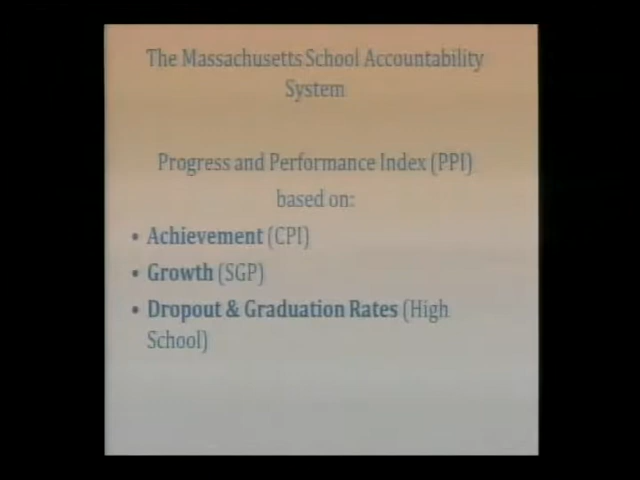 The Massachusetts School Accountability
System
Progress and Performance Index (PPI)
based on:
• Achievement (CPI)
• Growth (SGP)
• Dropout & Graduation Rates (High
School)